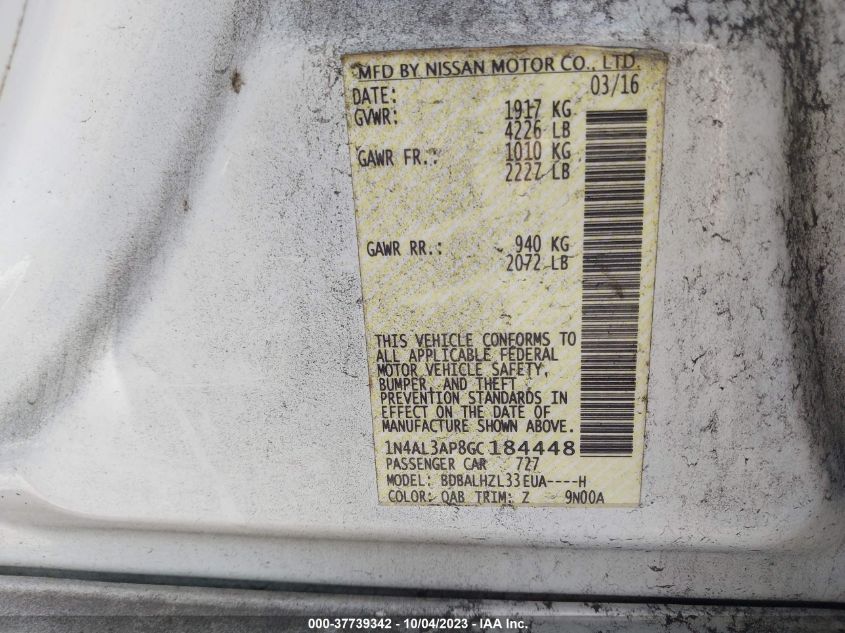 MFD BY NISSAN MOTOR CO., LTD.
DATE: 03/16
GVWR: 1917 KG
4226 LB
GAWR FR.: 1010 KG
2227 LB
GAWR RR.: 940 KG
2072 LB
THIS VEHICLE CONFORMS TO
ALL APPLICABLE FEDERAL
MOTOR VEHICLE SAFETY,
BUMPER, AND THEFT
PREVENTION STANDARDS IN
EFFECT ON THE DATE OF
MANUFACTURE SHOWN ABOVE.
1N4AL3AP8GC184448
PASSENGER CAR 727
MODEL: BDBALHZL33EUA----H
COLOR: QAB TRIM: Z 9N00A
000-37739342 - 10/04/2023 - IAA Inc.